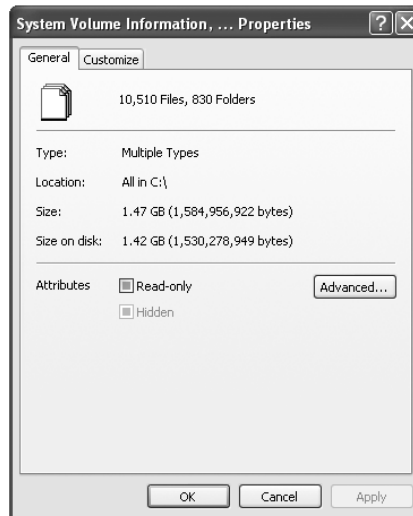 System Volume Information, ... Properties
General Customize
10,510 Files, 830 Folders
Type: Multiple Types
Location: All in C:\
Size: 1.47 GB (1,584,956,922 bytes)
Size on disk: 1.42 GB (1,530,278,949 bytes)
Attributes Read-only Advanced...
Hidden
OK Cancel Apply